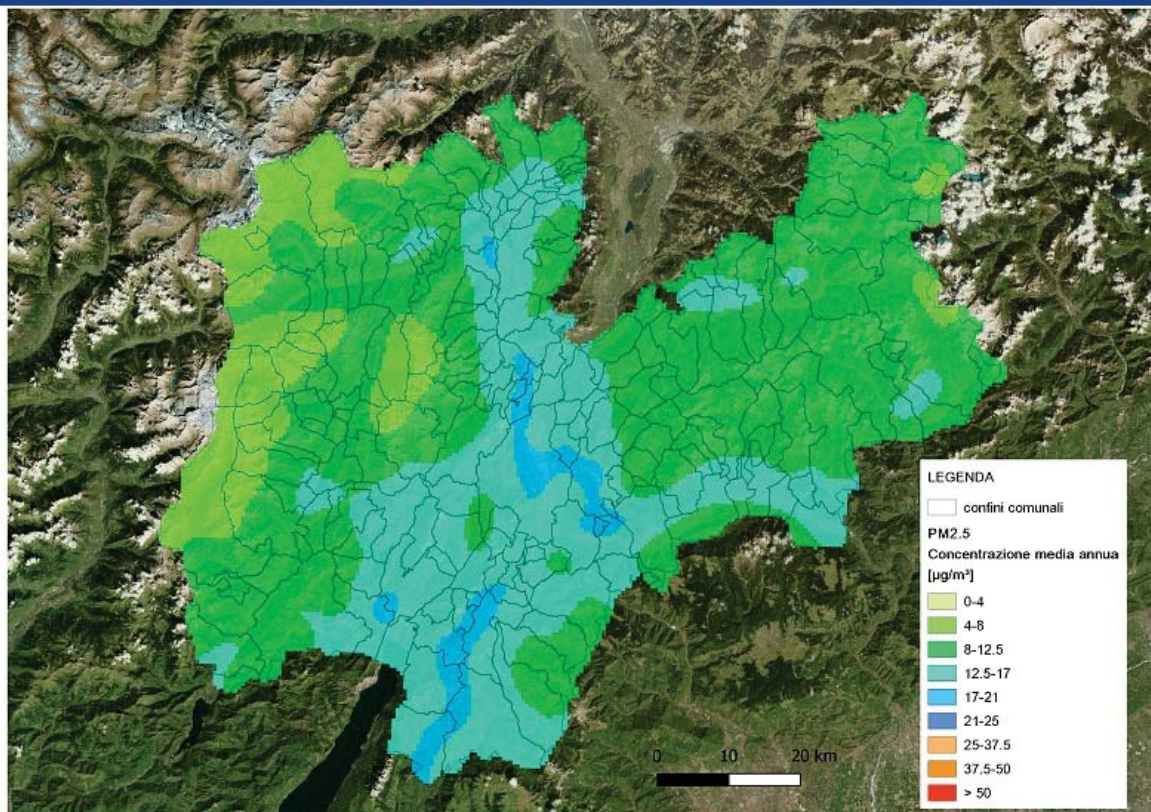 LEGENDA
confini comunali
PM2.5
Concentrazione media annua
[µg/m³]
0-4
4-8
8-12.5
12.5-17
17-21
21-25
25-37.5
37.5-50
> 50
0 10 20 km